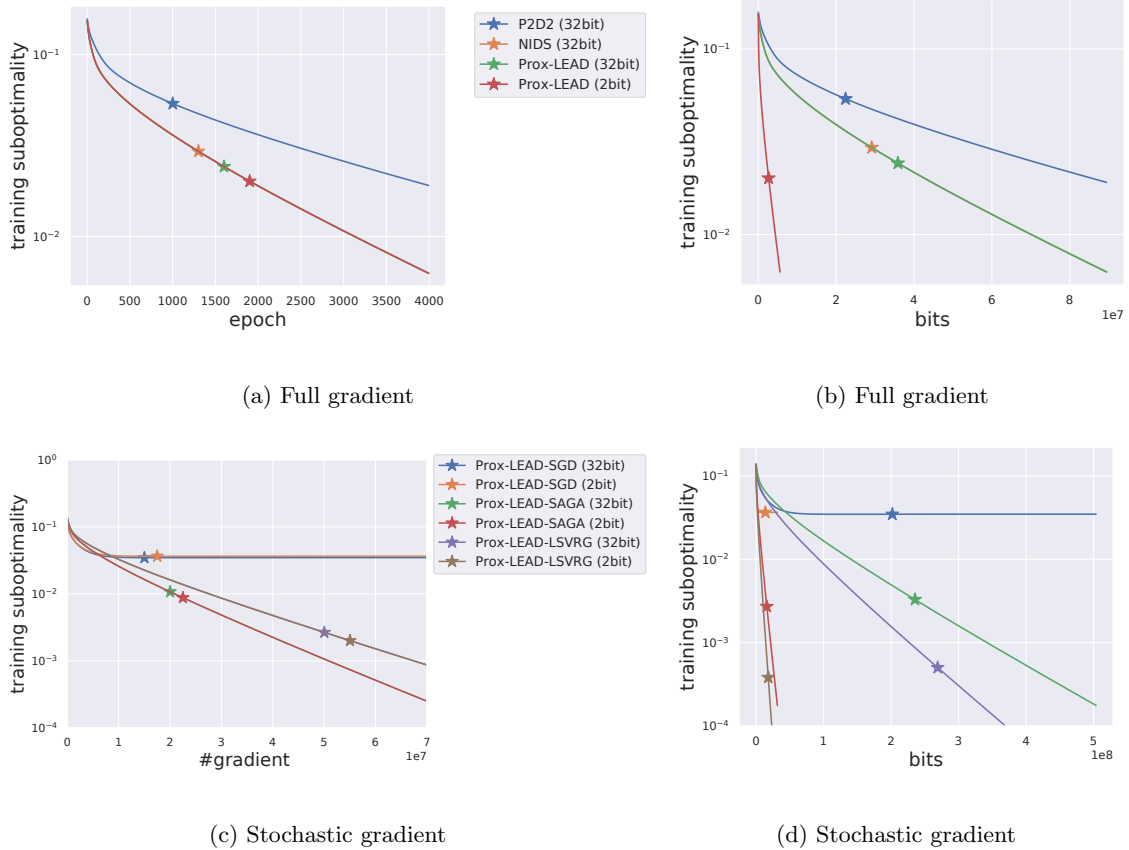 P2D2 (32bit)
NIDS (32bit)
Prox-LEAD (32bit)
Prox-LEAD (2bit)
training suboptimality
10⁻¹
10⁻²
0 500 1000 1500 2000 2500 3000 3500 4000
epoch
(a) Full gradient
training suboptimality
10⁻¹
10⁻²
0 2 4 6 8
1e7
bits
(b) Full gradient
Prox-LEAD-SGD (32bit)
Prox-LEAD-SGD (2bit)
Prox-LEAD-SAGA (32bit)
Prox-LEAD-SAGA (2bit)
Prox-LEAD-LSVRG (32bit)
Prox-LEAD-LSVRG (2bit)
training suboptimality
10⁰
10⁻¹
10⁻²
10⁻³
10⁻⁴
0 1 2 3 4 5 6 7
1e7
#gradient
(c) Stochastic gradient
training suboptimality
10⁻¹
10⁻²
10⁻³
10⁻⁴
0 1 2 3 4 5
1e8
bits
(d) Stochastic gradient